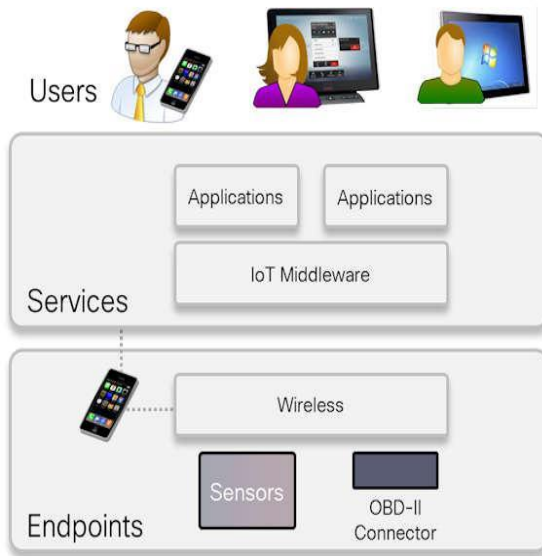 Users
Applications
Applications
IoT Middleware
Services
Wireless
Sensors
OBD-II
Connector
Endpoints